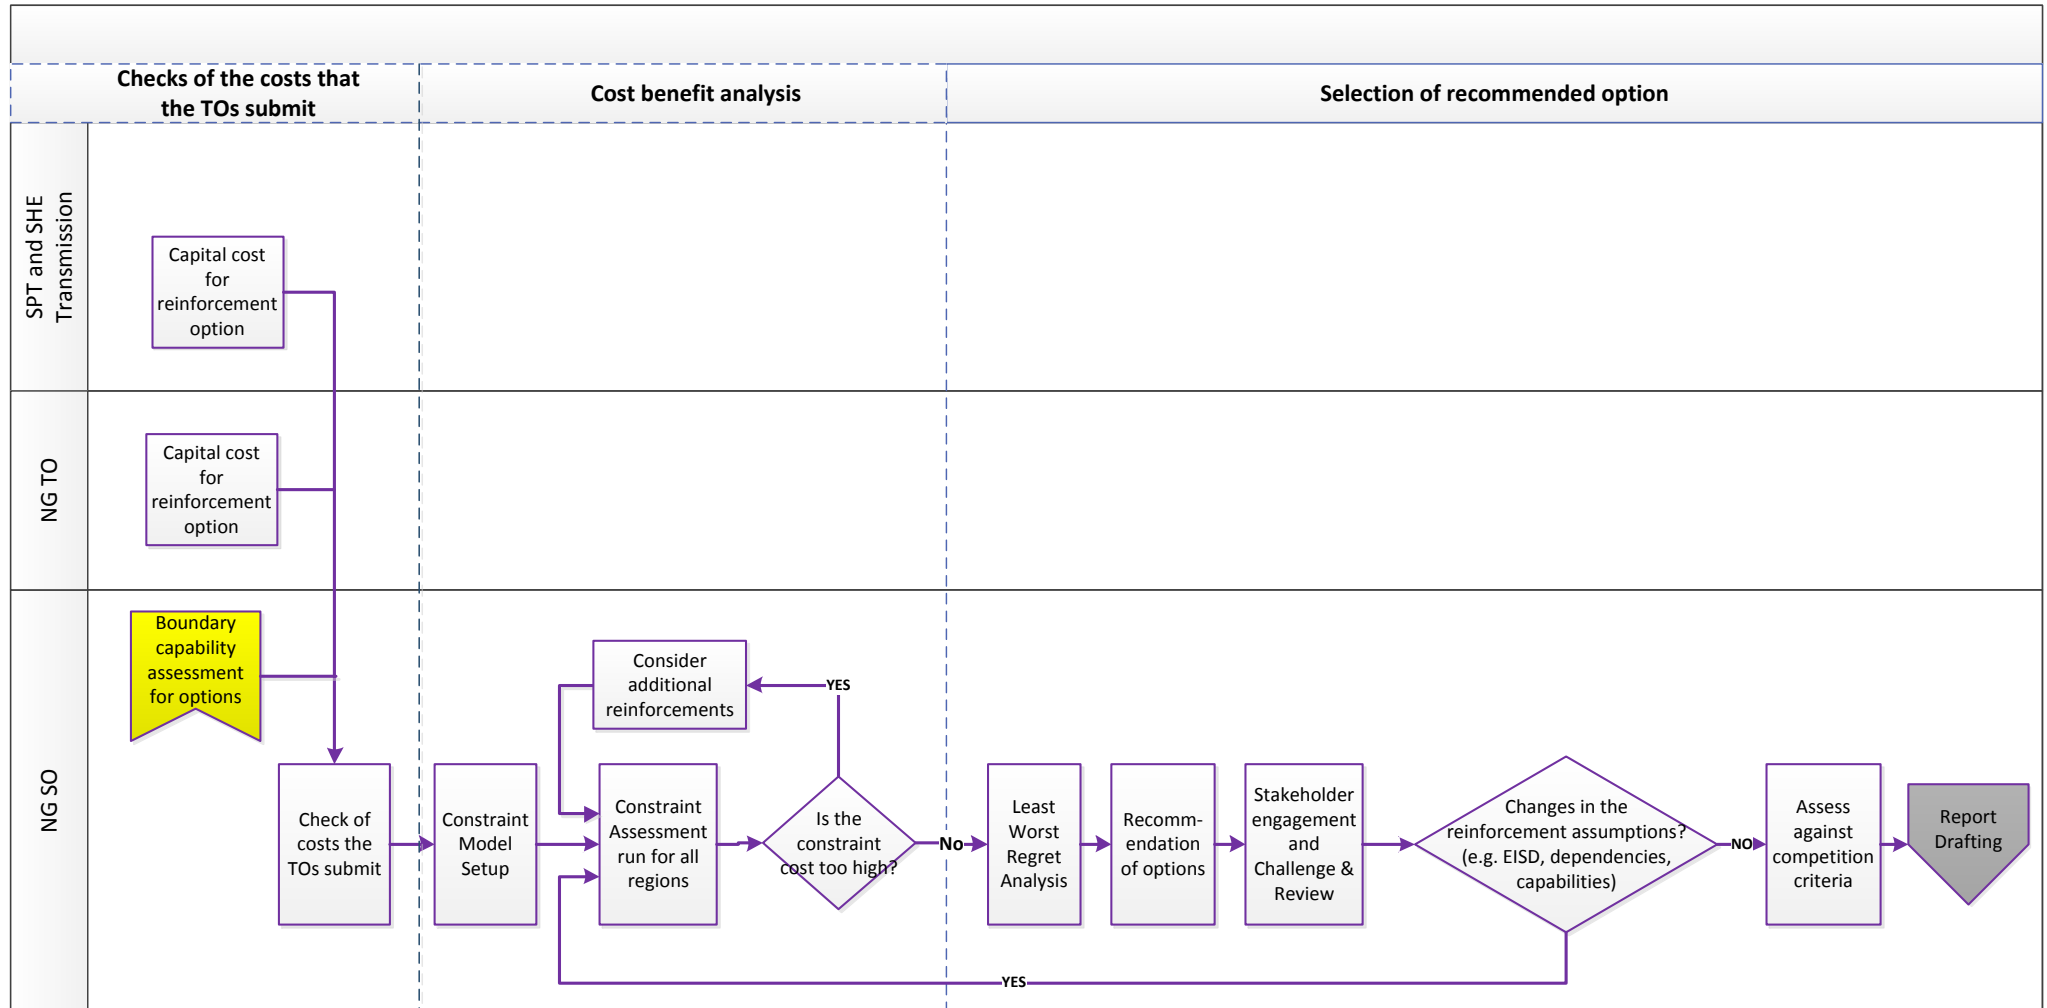 Checks of the costs that
the TOs submit
Cost benefit analysis
Selection of recommended option
SPT and SHE
Transmission
Capital cost
for
reinforcement
option
NG TO
Capital cost
for
reinforcement
option
NG SO
Boundary
capability
assessment
for options
Check of
costs the
TOs submit
Constraint
Model
Setup
Consider
additional
reinforcements
YES
Constraint
Assessment
run for all
regions
Is the
constraint
cost too high?
No
Least
Worst
Regret
Analysis
Recomm-
endation
of options
Stakeholder
engagement
and
Challenge &
Review
Changes in the
reinforcement assumptions?
(e.g. EISD, dependencies,
capabilities)
NO
Assess
against
competition
criteria
Report
Drafting
YES